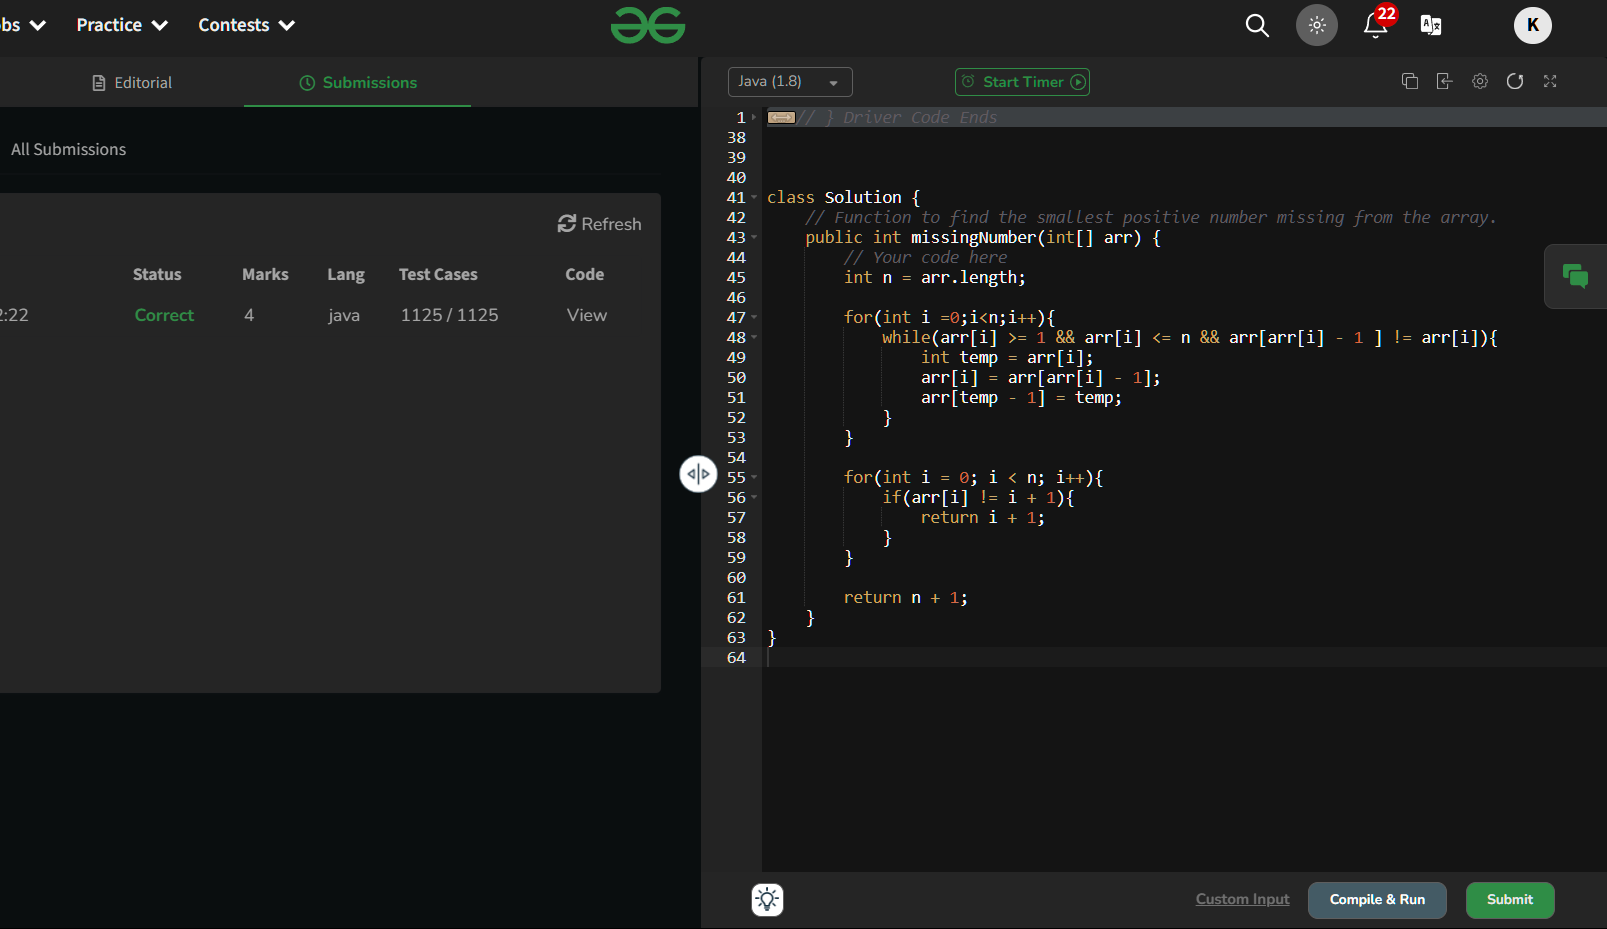 bs Practice Contests 22 K
Editorial Submissions
Java (1.8) Start Timer
All Submissions
Refresh
Status Marks Lang Test Cases Code
2:22 Correct 4 java 1125 / 1125 View
1 // } Driver Code Ends
38
39
40
41 class Solution {
42 // Function to find the smallest positive number missing from the array.
43 public int missingNumber(int[] arr) {
44 // Your code here
45 int n = arr.length;
46
47 for(int i =0;i<n;i++){
48 while(arr[i] >= 1 && arr[i] <= n && arr[arr[i] - 1 ] != arr[i]){
49 int temp = arr[i];
50 arr[i] = arr[arr[i] - 1];
51 arr[temp - 1] = temp;
52 }
53 }
54
55 for(int i = 0; i < n; i++){
56 if(arr[i] != i + 1){
57 return i + 1;
58 }
59 }
60
61 return n + 1;
62 }
63 }
64
Custom Input Compile & Run Submit